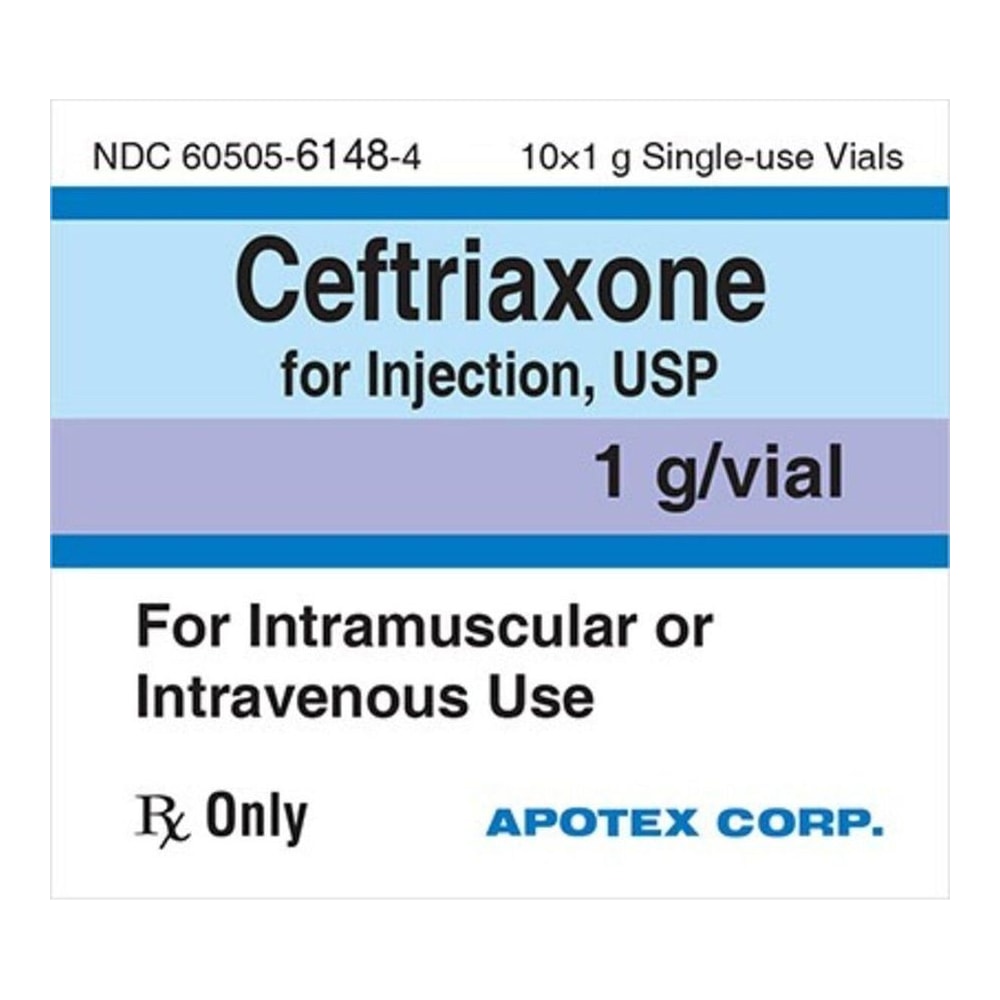 NDC 60505-6148-4 10×1 g Single-use Vials
Ceftriaxone
for Injection, USP
1 g/vial
For Intramuscular or
Intravenous Use
Rx Only
APOTEX CORP.